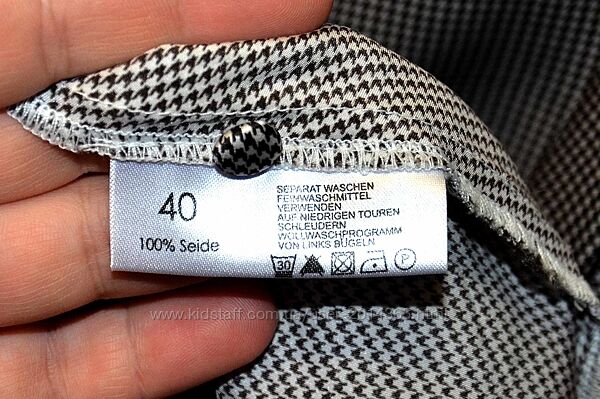 40
100% Seide
SEPARAT WASCHEN
FEINWASCHMITTEL
VERWENDEN
AUF NIEDRIGEN TOUREN
SCHLEUDERN
WOLLWASCHPROGRAMM
VON LINKS BÜGELN
30
P